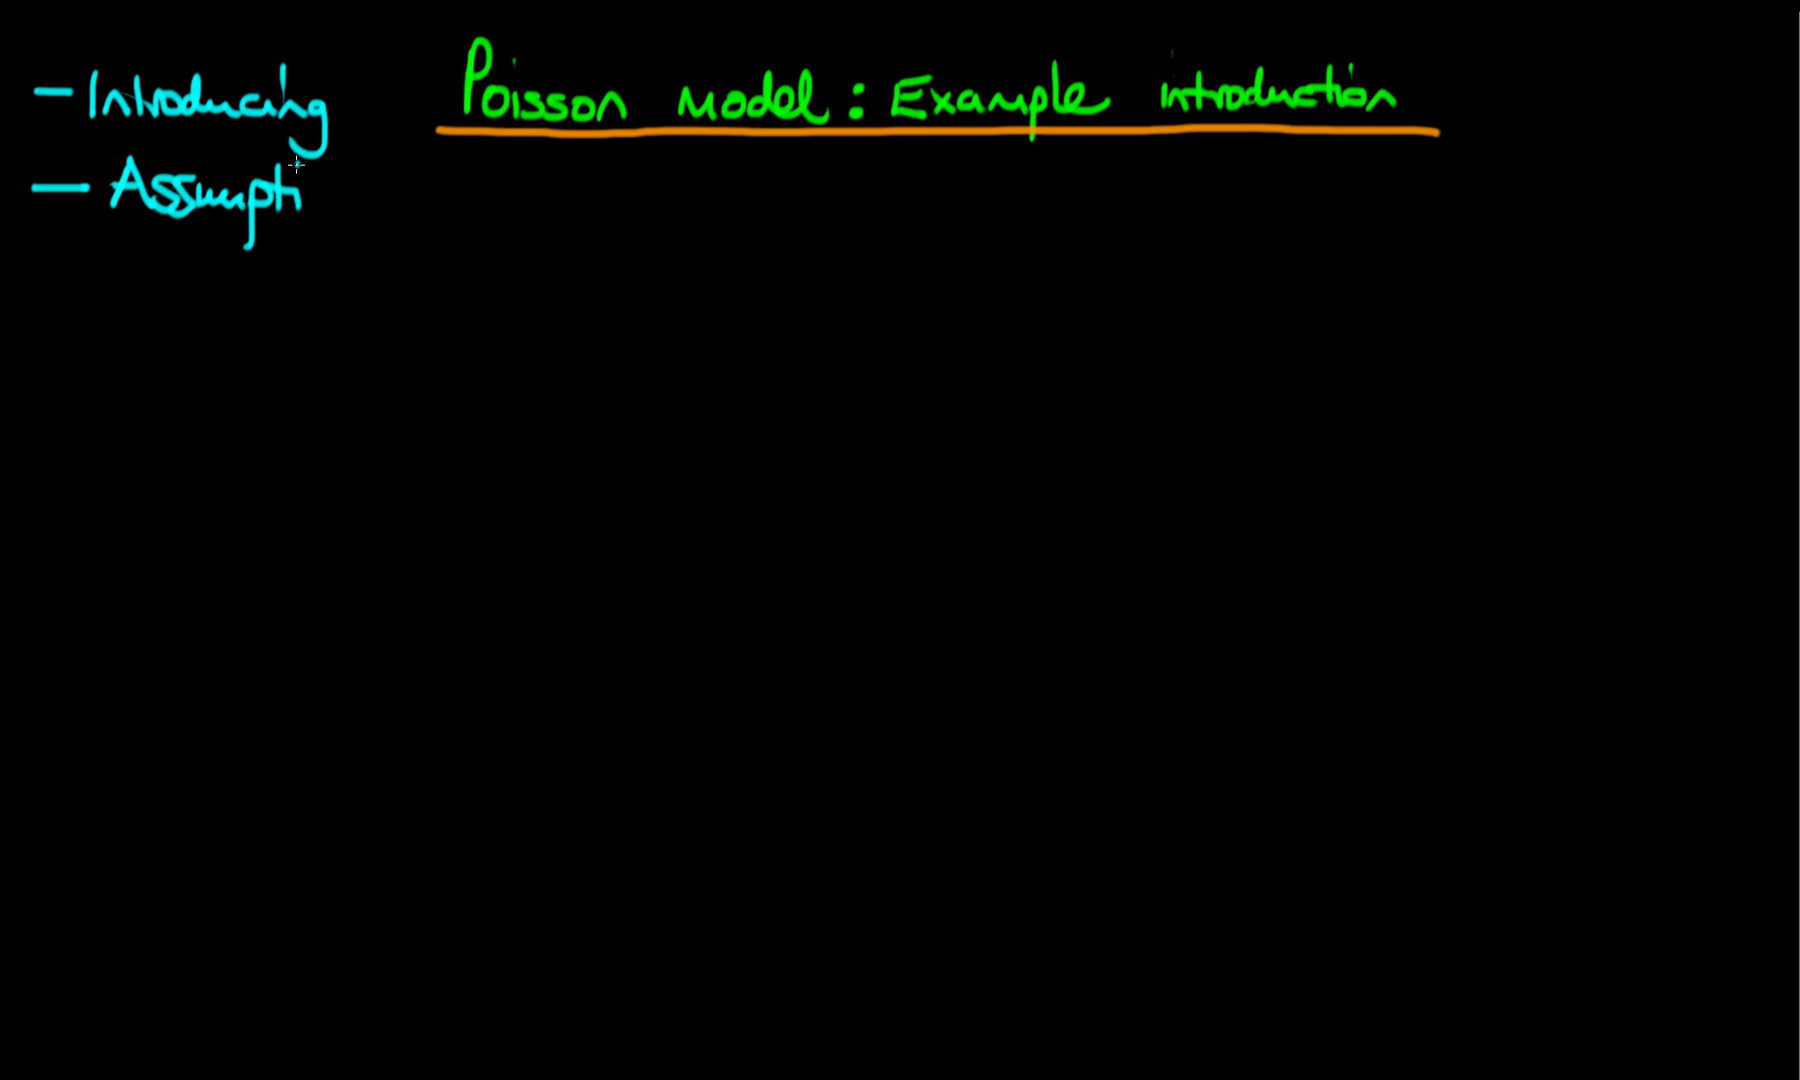 Poisson model: Example introduction
- Introducing
- Assumpti